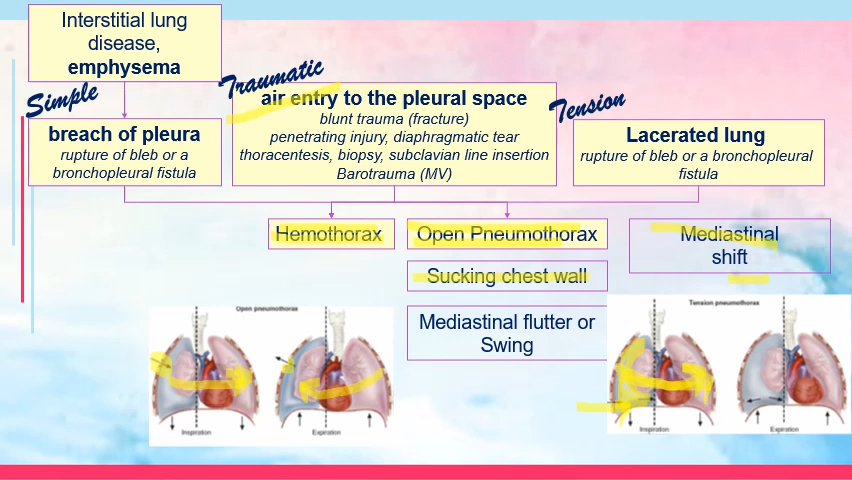 Interstitial lung
disease,
emphysema
Simple
breach of pleura
rupture of bleb or a
bronchopleural fistula
Traumatic
air entry to the pleural space
blunt trauma (fracture)
penetrating injury, diaphragmatic tear
thoracentesis, biopsy, subclavian line insertion
Barotrauma (MV)
Tension
Lacerated lung
rupture of bleb or a bronchopleural
fistula
Hemothorax
Open Pneumothorax
Mediastinal
shift
Sucking chest wall
Mediastinal flutter or
Swing
Open pneumothorax
Inspiration
Expiration
Tension pneumothorax
Inspiration
Expiration